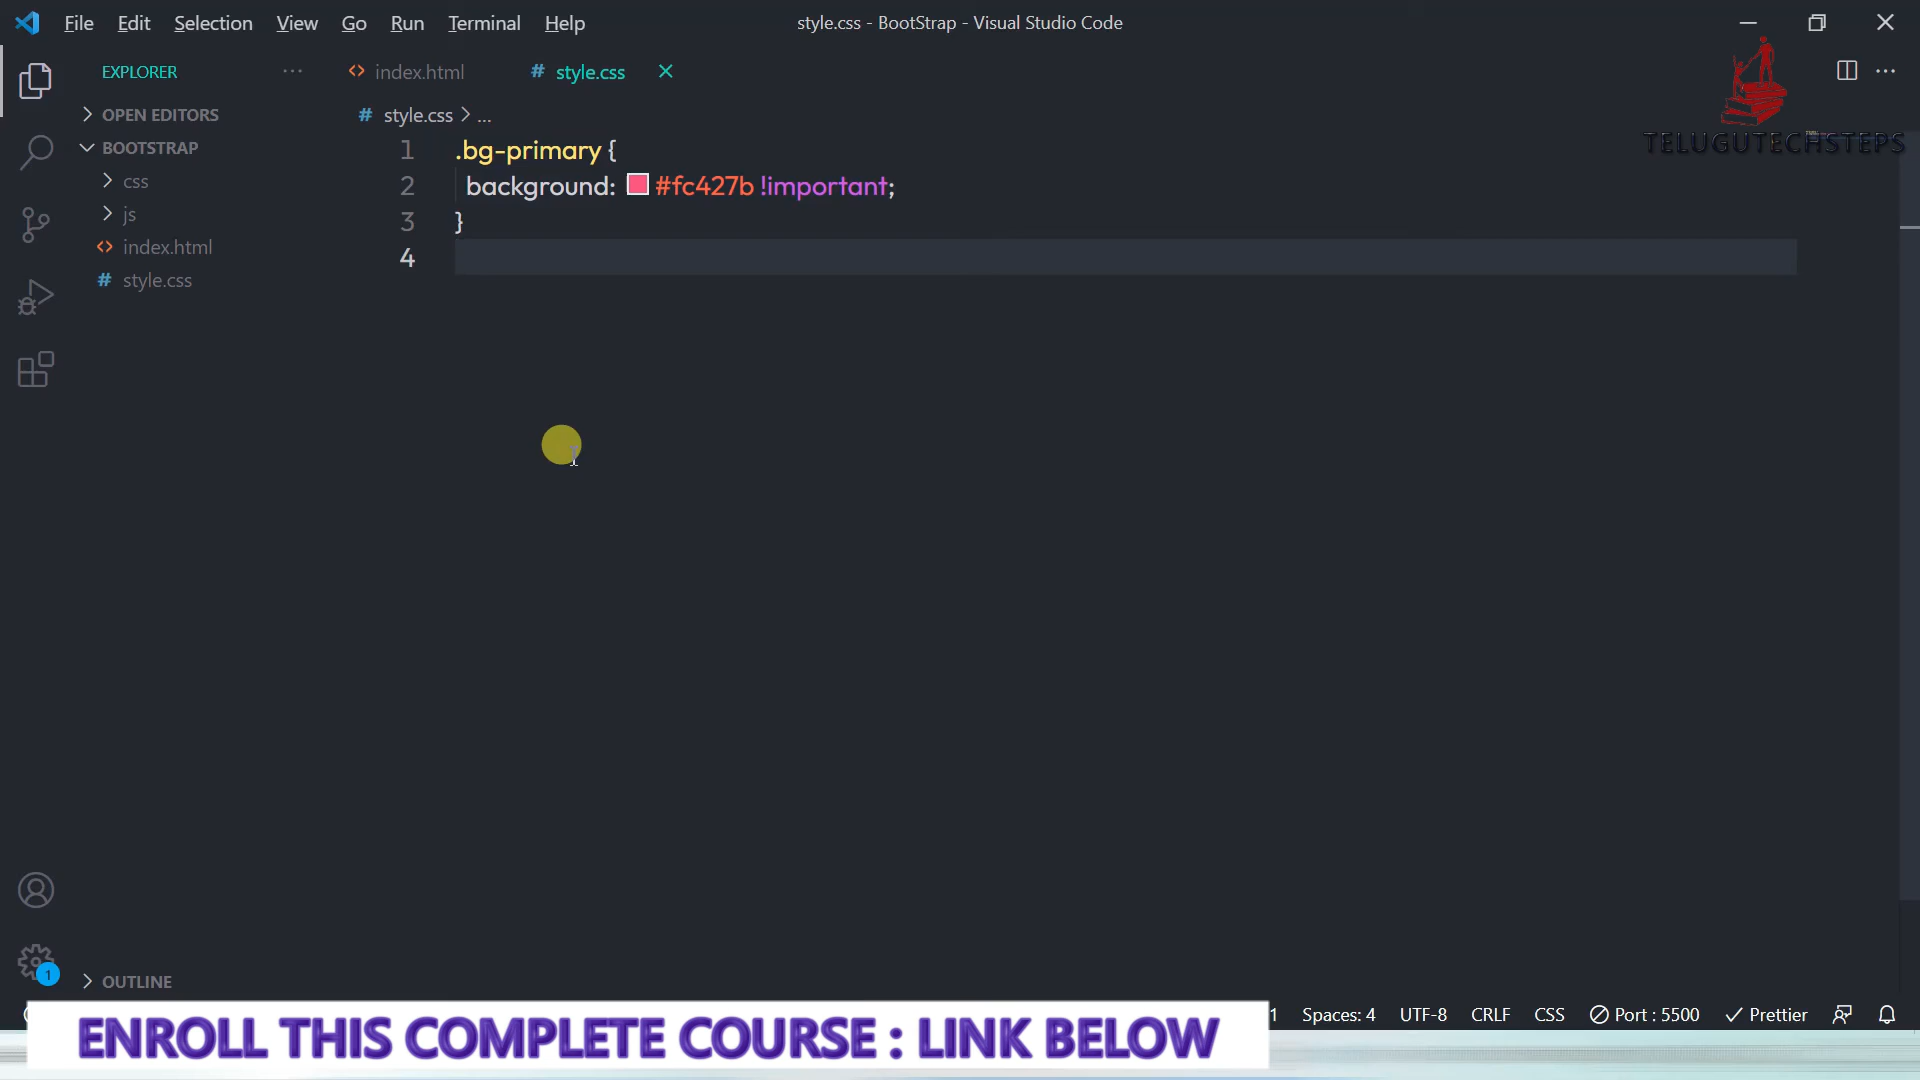 File Edit Selection View Go Run Terminal Help
style.css - BootStrap - Visual Studio Code
EXPLORER
index.html
# style.css
TELUGUTECHSTEPS
OPEN EDITORS
# style.css > ...
BOOTSTRAP
css
js
index.html
# style.css
1 .bg-primary {
2 background: #fc427b !important;
3 }
4
1
OUTLINE
1 Spaces: 4 UTF-8 CRLF CSS Port : 5500 Prettier
ENROLL THIS COMPLETE COURSE : LINK BELOW